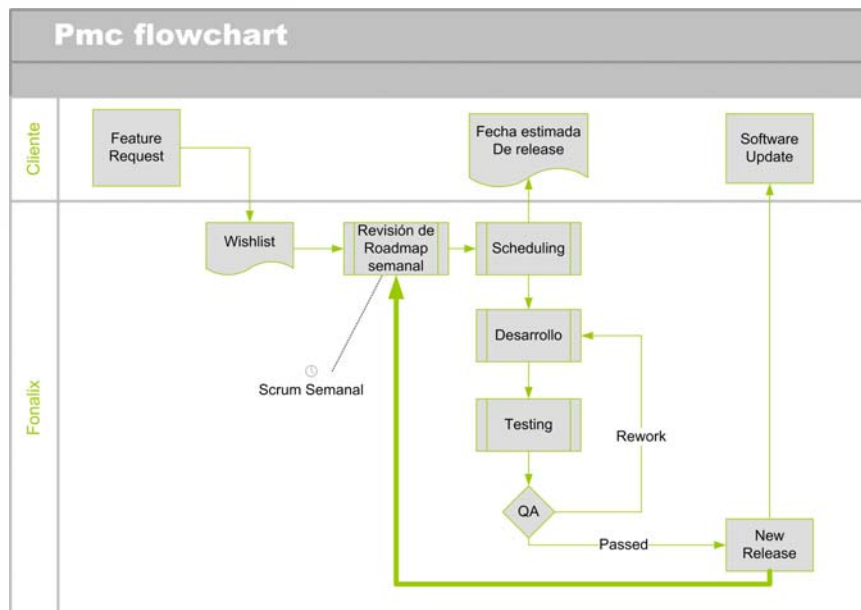 Pmc flowchart
Cliente
Feature
Request
Fecha estimada
De release
Software
Update
Fonalix
Wishlist
Revisión de
Roadmap
semanal
Scheduling
Desarrollo
Scrum Semanal
Testing
Rework
QA
Passed
New
Release